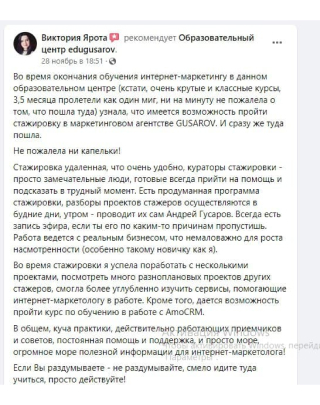 Виктория Ярота рекомендует Образовательный
центр edugusarov.
28 ноября в 18:51 ·
Во время окончания обучения интернет-маркетингу в данном
образовательном центре (кстати, очень крутые и классные курсы,
3,5 месяца пролетели как один миг, ни на минуту не пожалела о
том, что пошла туда) узнала, что имеется возможность пройти
стажировку в маркетинговом агентстве GUSAROV. И сразу же туда
пошла.
Не пожалела ни капельки!
Стажировка удаленная, что очень удобно, кураторы стажировки -
просто замечательные люди, готовые всегда прийти на помощь и
подсказать в трудный момент. Есть продуманная программа
стажировки, разборы проектов стажеров осуществляются в
будние дни, утром - проводит их сам Андрей Гусаров. Всегда есть
запись эфира, если ты его по каким-то причинам пропустишь.
Работа ведется с реальным бизнесом, что немаловажно для роста
насмотренности (особенно такому новичку как я).
Во время стажировки я успела поработать с несколькими
проектами, посмотреть много разноплановых проектов других
стажеров, смогла более углубленно изучить сервисы, помогающие
интернет-маркетологу в работе. Кроме того, дается возможность
пройти курс по обучению в работе с AmoCRM.
Активация Windows
В общем, куча практики, действительно работающих приемчиков
и советов, постоянная помощь и поддержка, и просто море,
огромное море полезной информации для интернет-маркетолога!
Если Вы раздумываете - не раздумывайте, смело идите туда
учиться, просто действуйте!